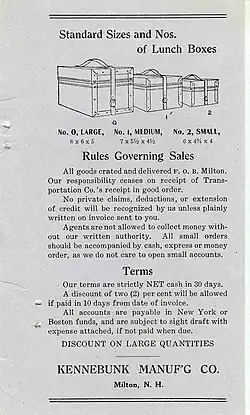 Standard Sizes and Nos.
of Lunch Boxes
0 1 2
No. 0, LARGE, No. 1, MEDIUM, No. 2, SMALL,
8 x 6 x 5 7 x 5½ x 4½ 6 x 4¾ x 4
Rules Governing Sales
All goods crated and delivered F. O. B. Milton.
Our responsibility ceases on receipt of Trans-
portation Co.'s receipt in good order.
No private claims, deductions, or extension
of credit will be recognized by us unless plainly
written on invoice sent to you.
Agents are not allowed to collect money with-
out our written authority. All small orders
should be accompanied by cash, express or money
order, as we do not care to open small accounts.
Terms
Our terms are strictly NET cash in 30 days.
A discount of two (2) per cent will be allowed
if paid in 10 days from date of invoice.
All accounts are payable in New York or
Boston funds, and are subject to sight draft with
expense attached, if not paid when due.
DISCOUNT ON LARGE QUANTITIES
KENNEBUNK MANUF'G CO.
Milton, N. H.